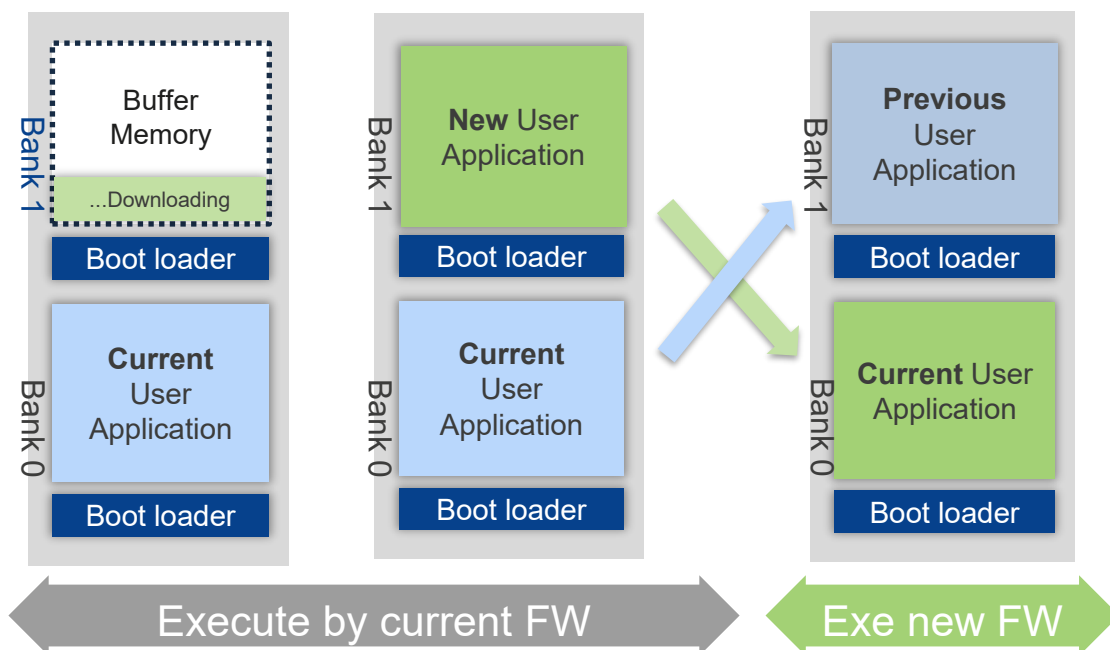 Bank 1
Buffer
Memory
...Downloading
Boot loader
Bank 0
Current
User
Application
Boot loader
Bank 1
New User
Application
Boot loader
Bank 0
Current
User
Application
Boot loader
Bank 1
Previous
User
Application
Boot loader
Bank 0
Current User
Application
Boot loader
Execute by current FW
Exe new FW